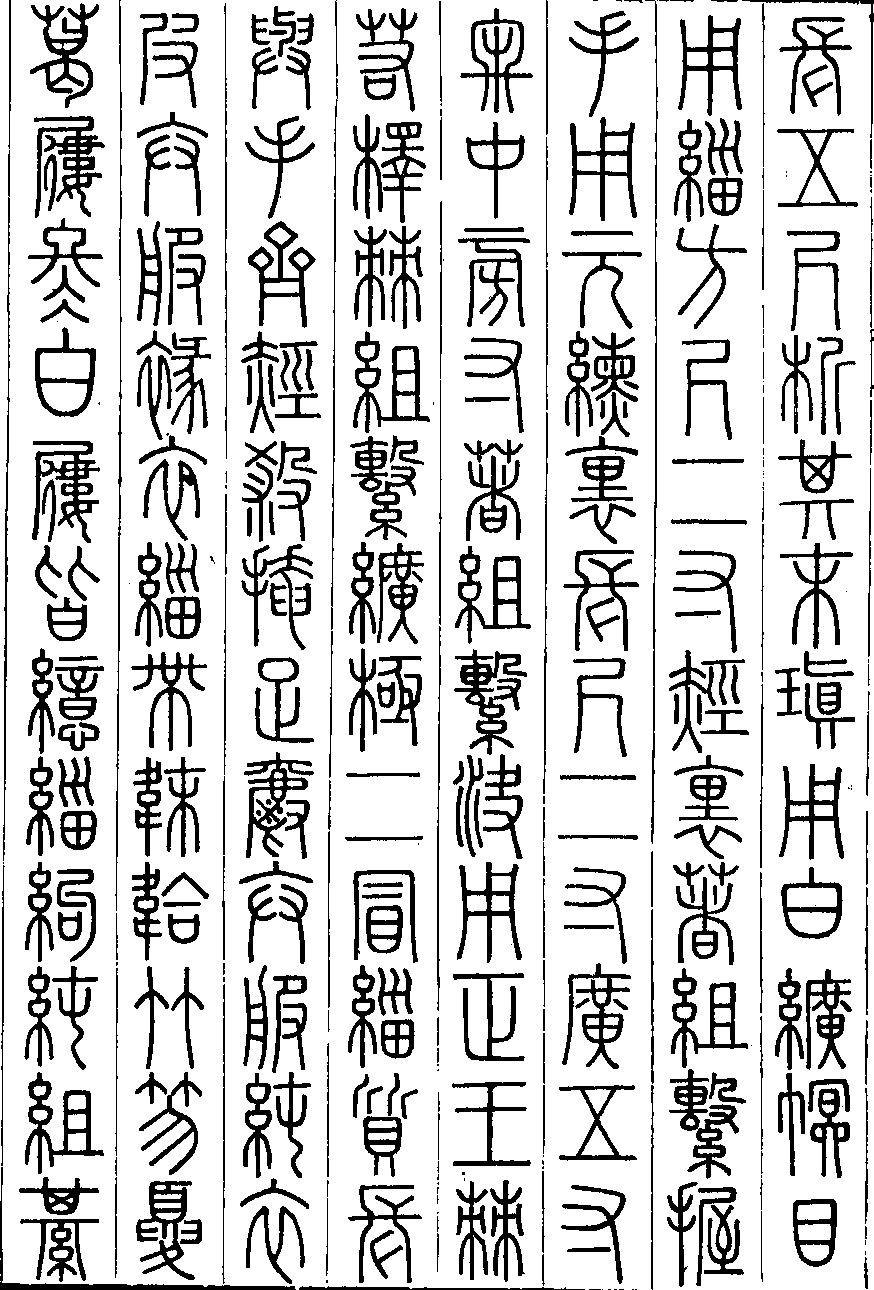 長五尺析其末瑱用白纊幎目
用緇方尺二寸䞓裏著組繫握
手用元纁裏長尺二寸廣五寸
牢中旁寸著組繫決用正王棘
若檡棘組繫纊極二冒緇質長
與手齊䞓殺掩足爵弁服純衣
皮弁服褖衣緇帶韎韐竹笏夏
葛屨冬白屨皆繶緇絇純組綦